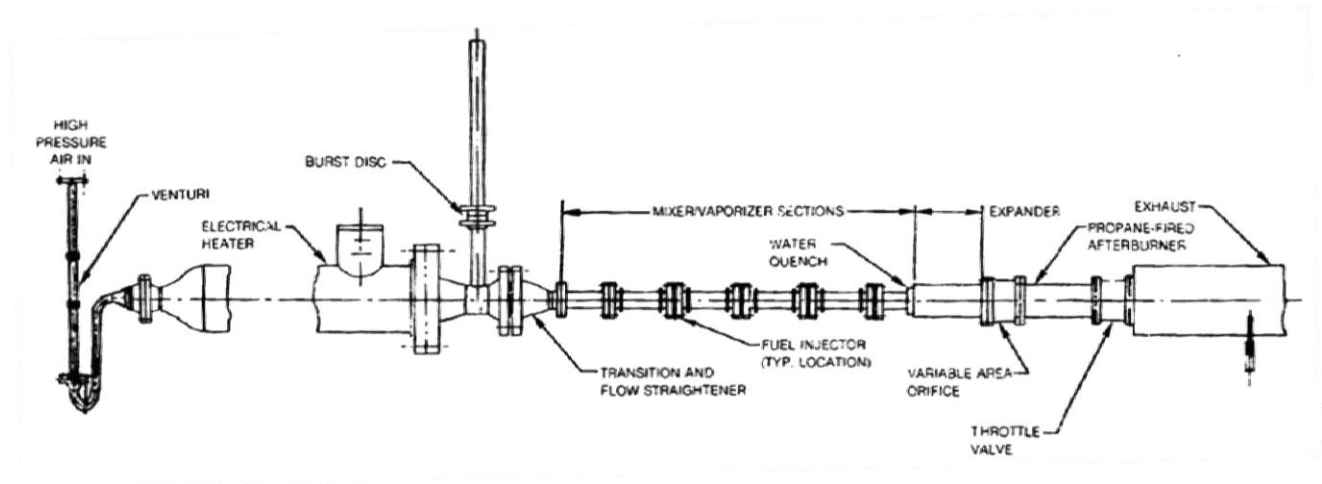 HIGH
PRESSURE
AIR IN
VENTURI
ELECTRICAL
HEATER
BURST DISC
MIXER/VAPORIZER SECTIONS
EXPANDER
WATER
QUENCH
EXHAUST
PROPANE-FIRED
AFTERBURNER
FUEL INJECTOR
(TYP. LOCATION)
TRANSITION AND
FLOW STRAIGHTENER
VARIABLE AREA
ORIFICE
THROTTLE
VALVE